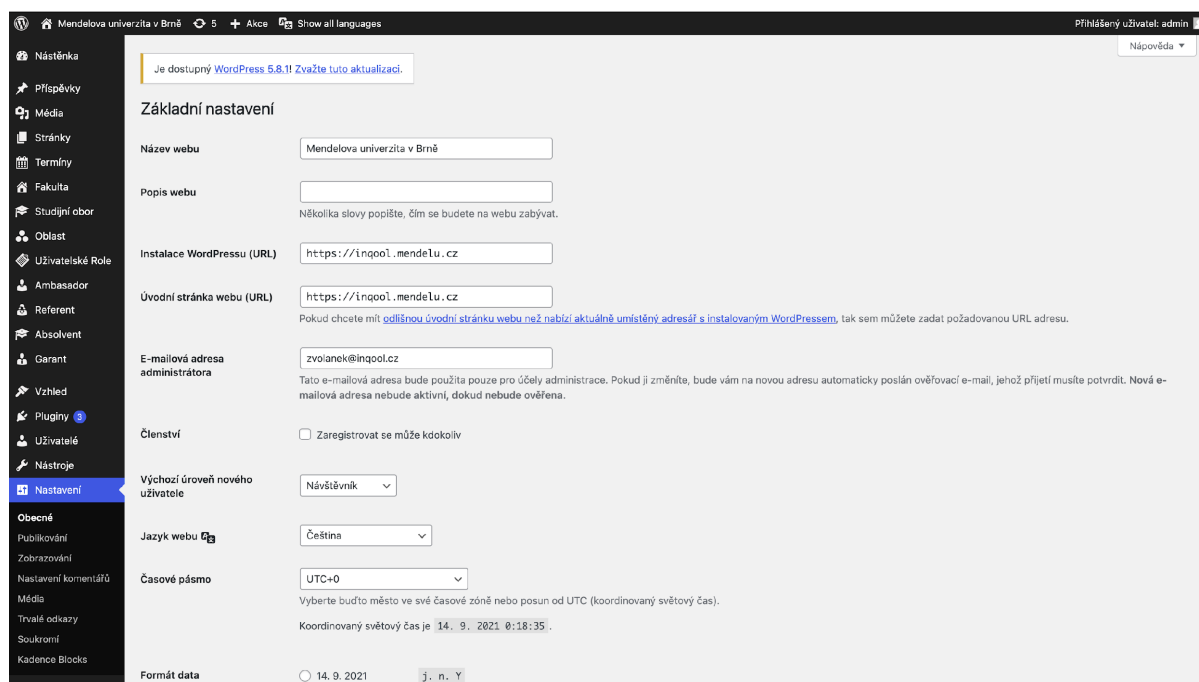 Mendelova univerzita v Brně 5 Akce Show all languages Přihlášený uživatel: admin
Nápověda
Nástěnka
Příspěvky
Média
Stránky
Termíny
Fakulta
Studijní obor
Oblast
Uživatelské Role
Ambasador
Referent
Absolvent
Garant
Vzhled
Pluginy 3
Uživatelé
Nástroje
Nastavení
Obecné
Publikování
Zobrazování
Nastavení komentářů
Média
Trvalé odkazy
Soukromí
Kadence Blocks
Je dostupný WordPress 5.8.1! Zvažte tuto aktualizaci.
Základní nastavení
Název webu Mendelova univerzita v Brně
Popis webu
Několika slovy popište, čím se budete na webu zabývat.
Instalace WordPressu (URL) https://inqool.mendelu.cz
Úvodní stránka webu (URL) https://inqool.mendelu.cz
Pokud chcete mít odlišnou úvodní stránku webu než nabízí aktuálně umístěný adresář s instalovaným WordPressem, tak sem můžete zadat požadovanou URL adresu.
E-mailová adresa
administrátora
zvolanek@inqool.cz
Tato e-mailová adresa bude použita pouze pro účely administrace. Pokud ji změníte, bude vám na novou adresu automaticky poslán ověřovací e-mail, jehož přijetí musíte potvrdit. Nová e-
mailová adresa nebude aktivní, dokud nebude ověřena.
Členství Zaregistrovat se může kdokoliv
Výchozí úroveň nového
uživatele
Návštěvník
Jazyk webu Čeština
Časové pásmo UTC+0
Vyberte buďto město ve své časové zóně nebo posun od UTC (koordinovaný světový čas).
Koordinovaný světový čas je 14. 9. 2021 0:18:35 .
Formát data 14. 9. 2021 j. n. Y